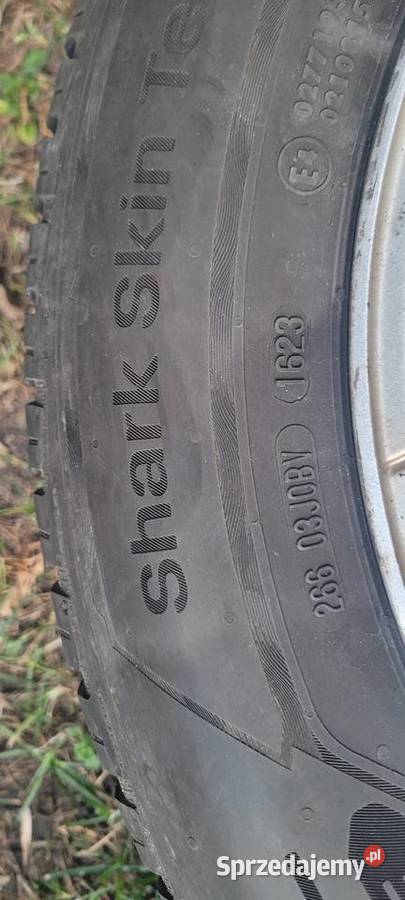 Shark Skin Te
E3
1623
266 03J0BV
Sprzedajemy.pl